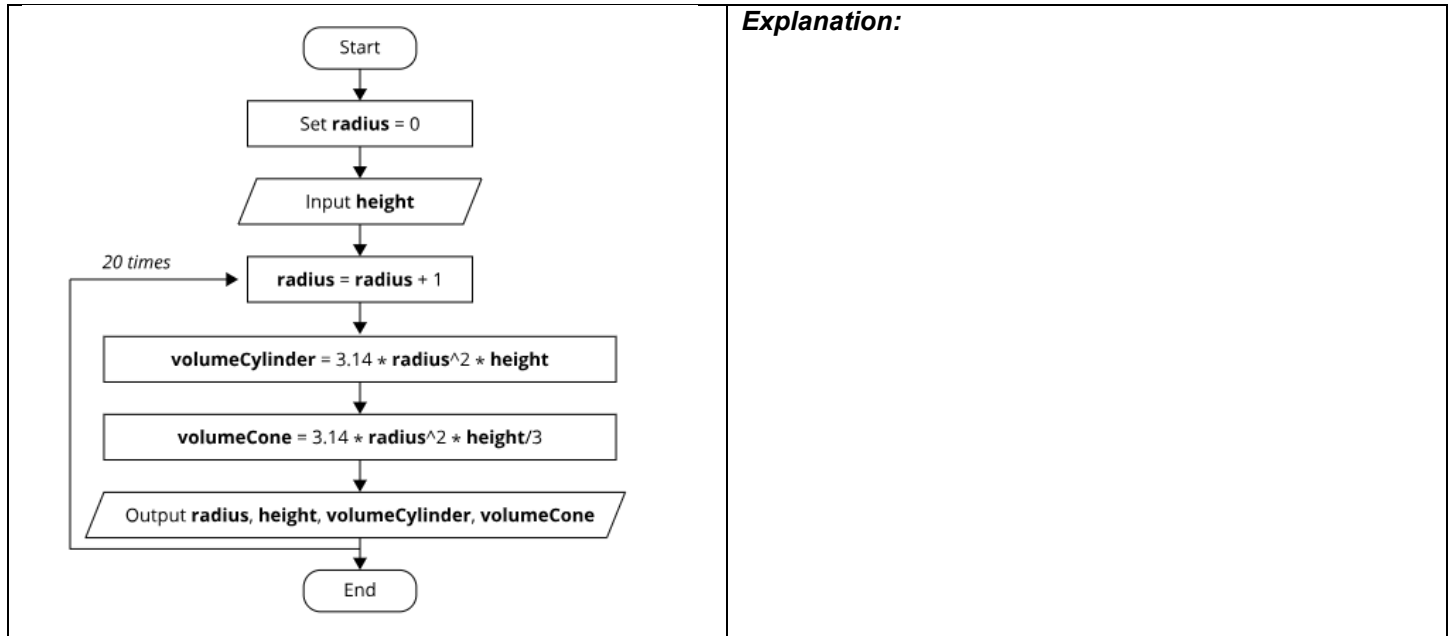 Explanation:
Start
Set radius = 0
Input height
20 times
radius = radius + 1
volumeCylinder = 3.14 * radius^2 * height
volumeCone = 3.14 * radius^2 * height/3
Output radius, height, volumeCylinder, volumeCone
End